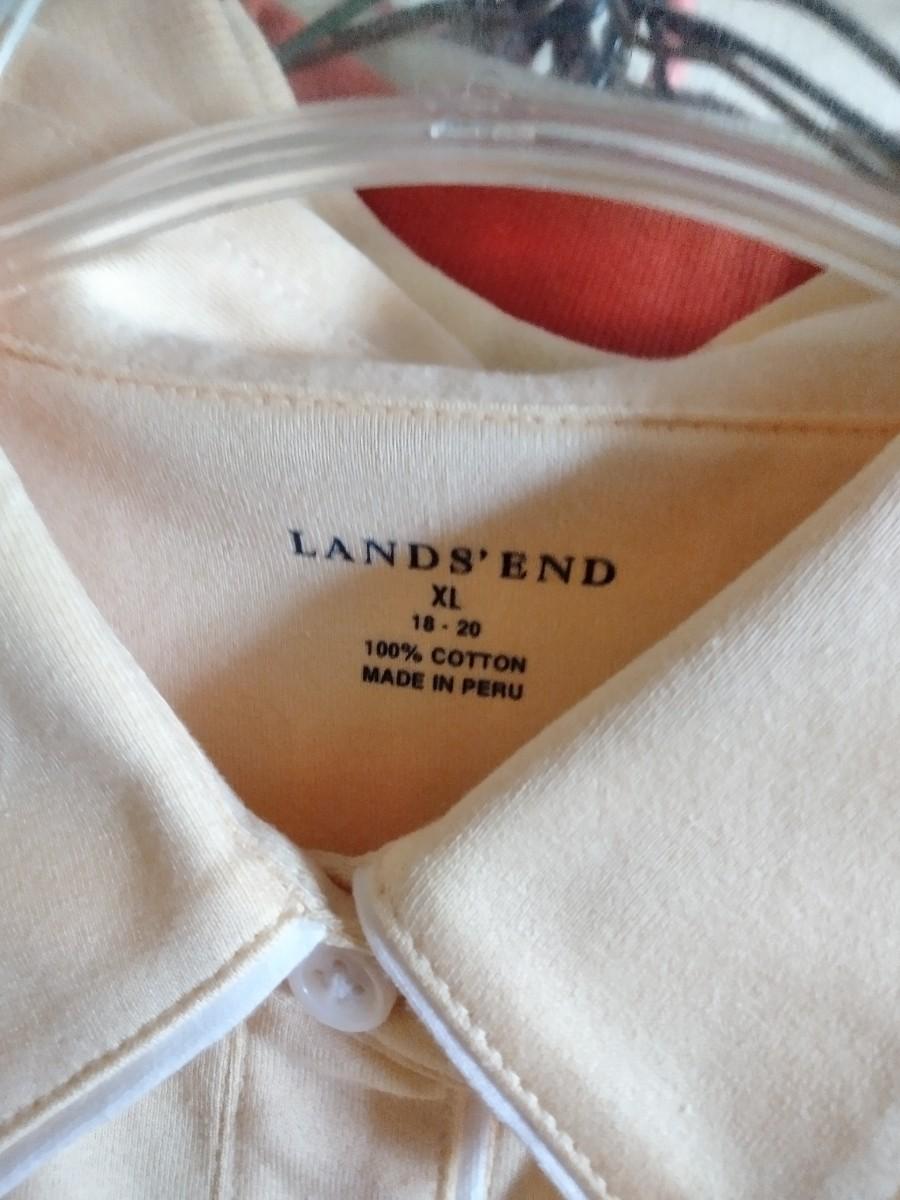 LANDS' END
XL
18 - 20
100% COTTON
MADE IN PERU